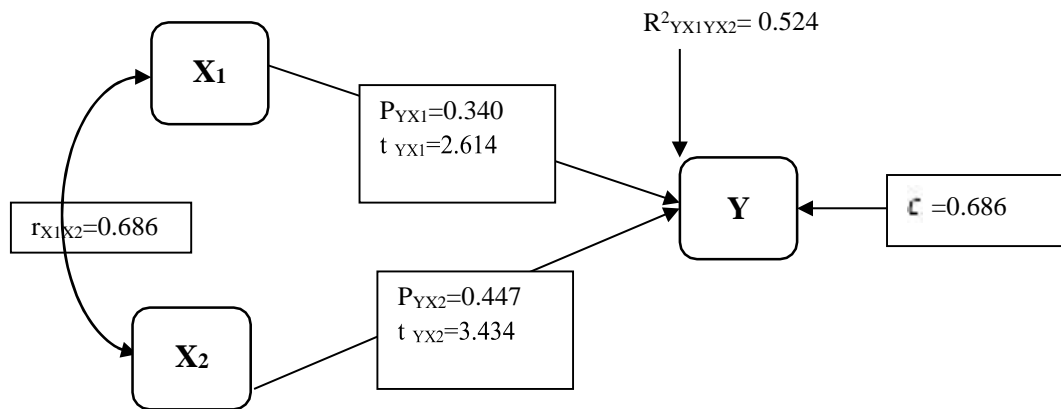 R²YX1YX2= 0.524
X1
PYX1=0.340
t YX1=2.614
Y
=0.686
rX1X2=0.686
PYX2=0.447
t YX2=3.434
X2